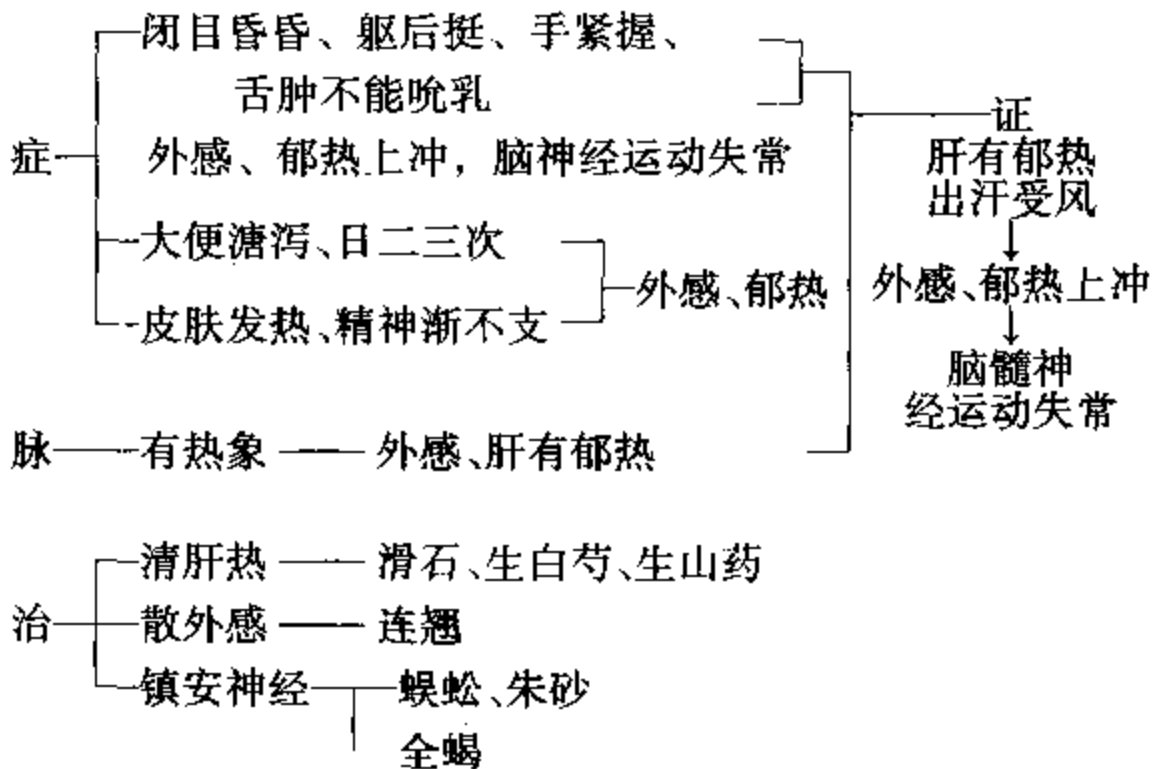 闭目昏昏、躯后挺、手紧握、
舌肿不能吮乳
症
外感、郁热上冲，脑神经运动失常
大便溏泻、日二三次
皮肤发热、精神渐不支
外感、郁热
证
肝有郁热
出汗受风
外感、郁热上冲
脑髓神
经运动失常
脉
有热象
外感、肝有郁热
清肝热
滑石、生白芍、生山药
治
散外感
连翘
镇安神经
蜈蚣、朱砂
全蝎